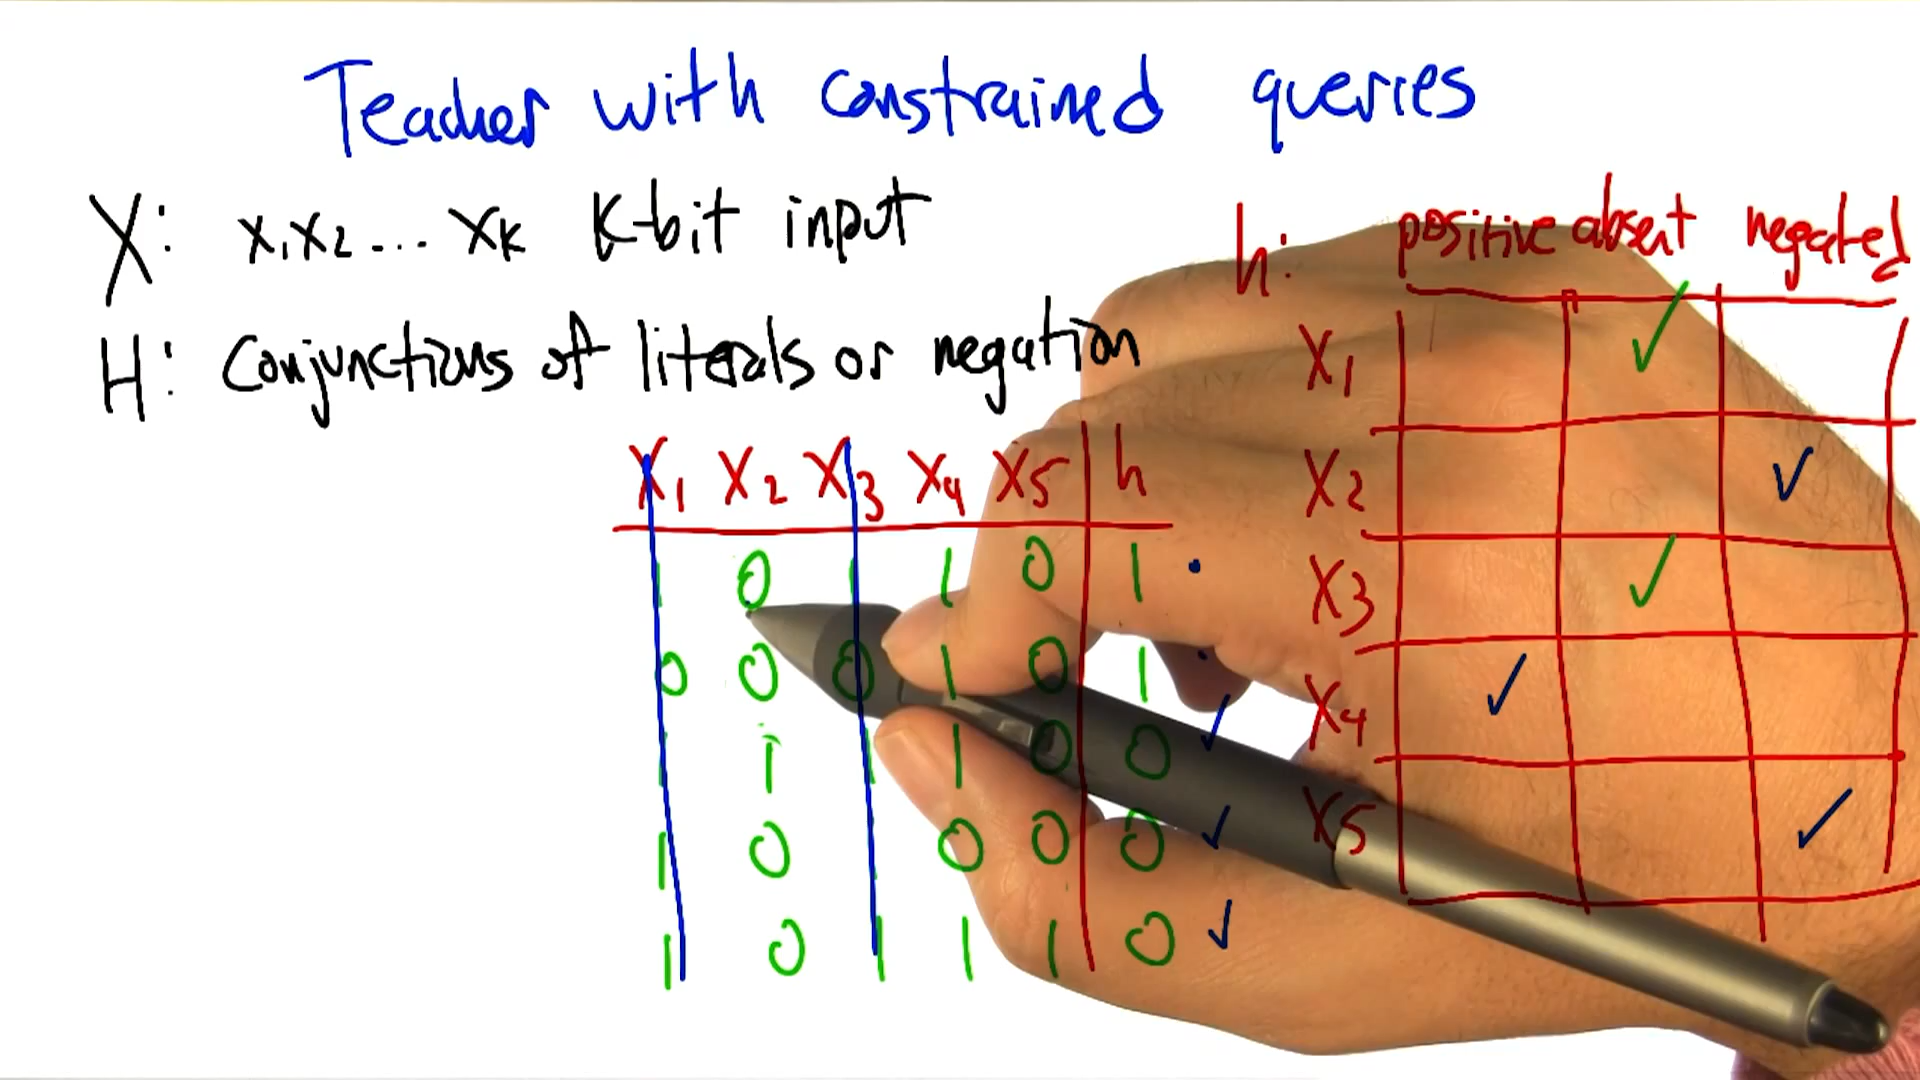 Teacher with constrained queries
X: x1x2... xk K-bit input
H: Conjunctions of literals or negation
h: positive absent negated
X1 ✓
X2 ✓
X3 ✓
X4 ✓
X5 ✓
X1 X2 X3 X4 X5 h
1 0 1 1 0 1
0 0 0 1 0 1
1 1 1 1 0 0 ✓
1 0 1 0 0 0 ✓
1 0 1 1 1 0 ✓